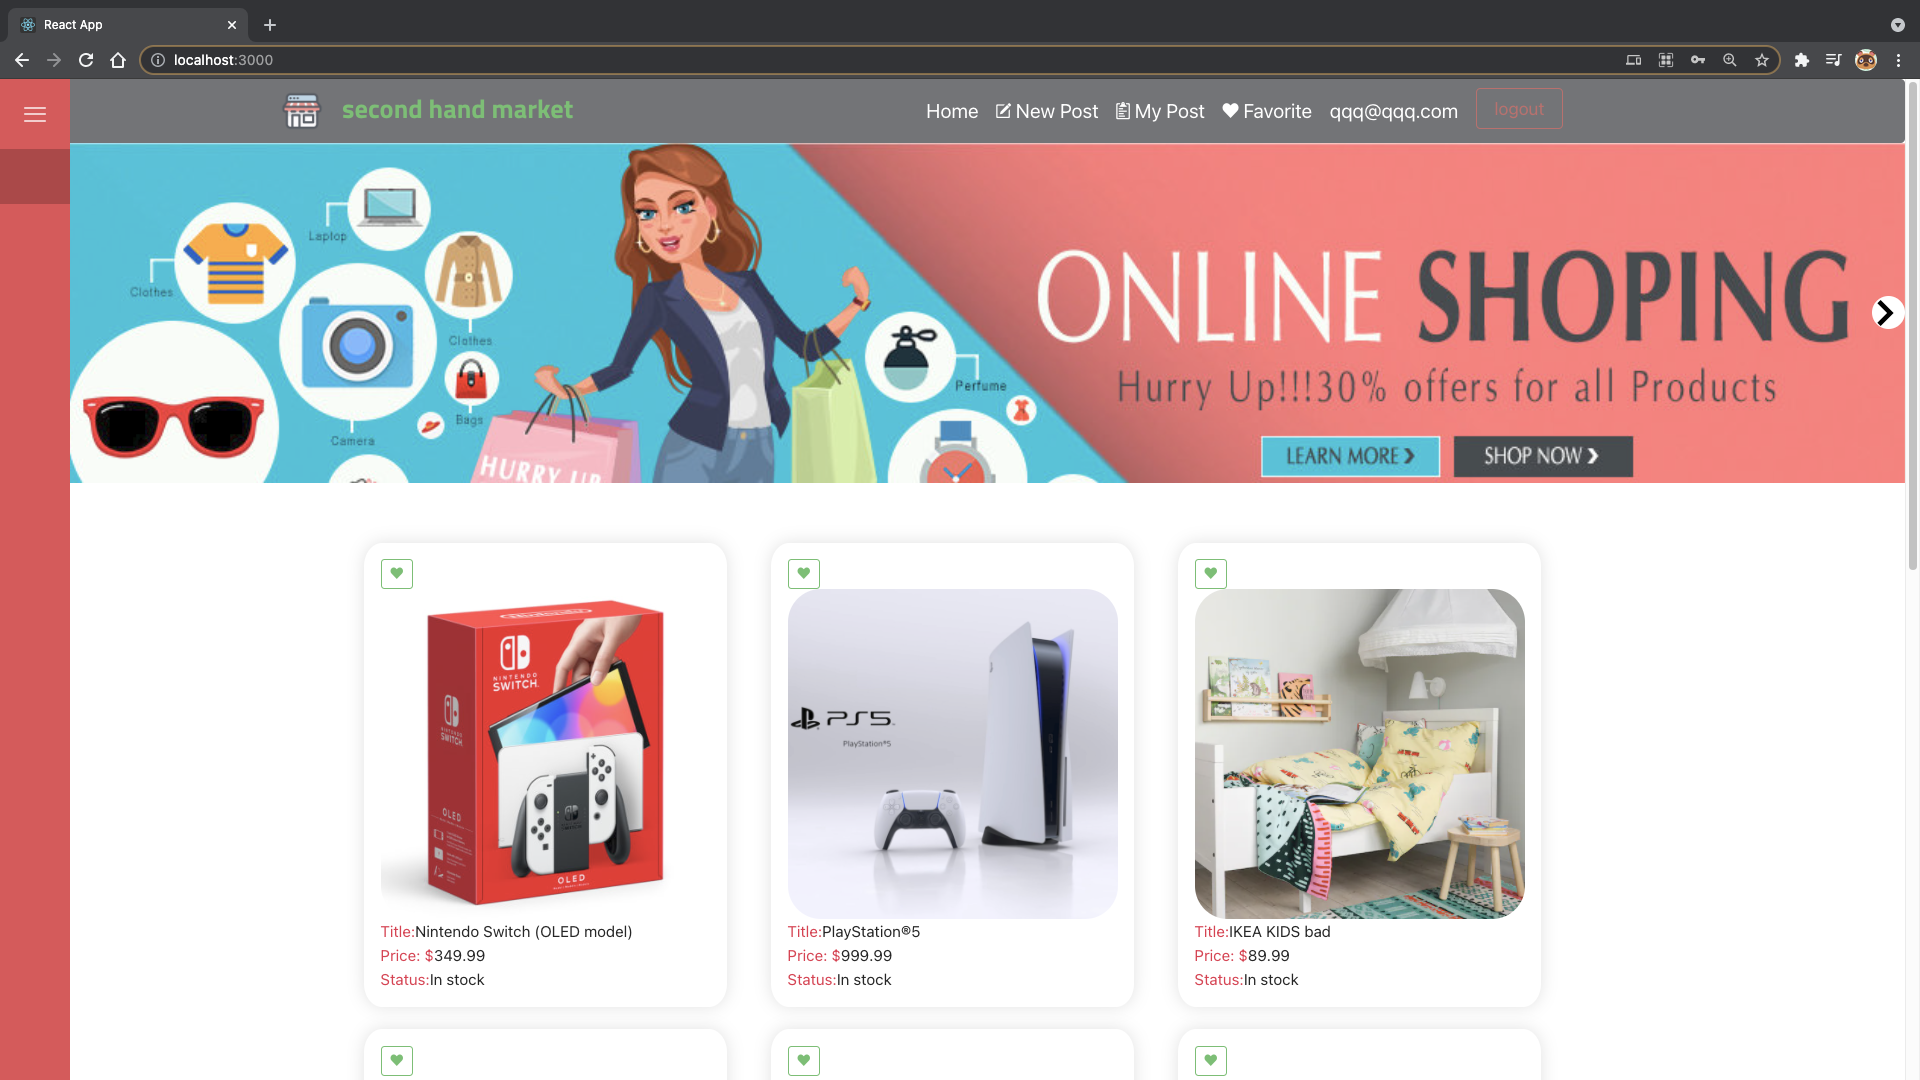 React App
localhost:3000
second hand market
Home New Post My Post Favorite qqq@qqq.com logout
Laptop
Clothes
Clothes
Camera
Bags
Perfume
HURRY UP
ONLINE SHOPING
Hurry Up!!!30% offers for all Products
LEARN MORE
SHOP NOW
NINTENDO
SWITCH
NINTENDO
SWITCH
OLED
OLED
Title:Nintendo Switch (OLED model)
Price: $349.99
Status:In stock
PS5
PlayStation®5
Title:PlayStation®5
Price: $999.99
Status:In stock
Title:IKEA KIDS bad
Price: $89.99
Status:In stock